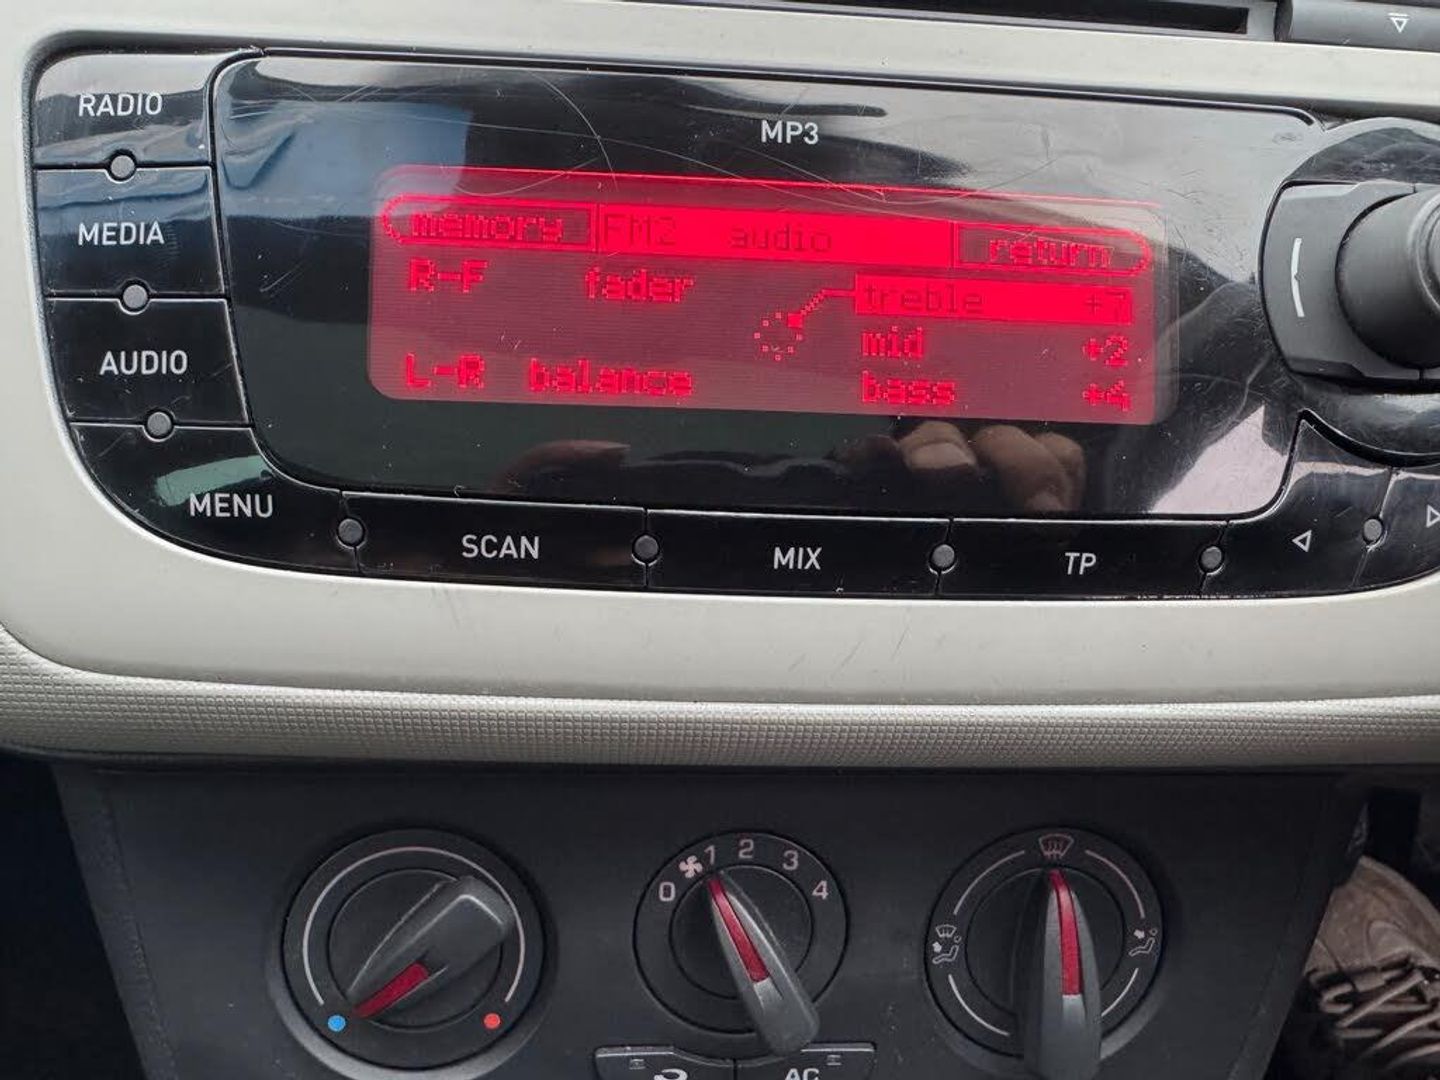 RADIO
MP3
memory FM2 audio return
MEDIA
R-F fader treble +7
mid +2
AUDIO
L-R balance bass +4
MENU
SCAN MIX TP
0 1 2 3 4
AC